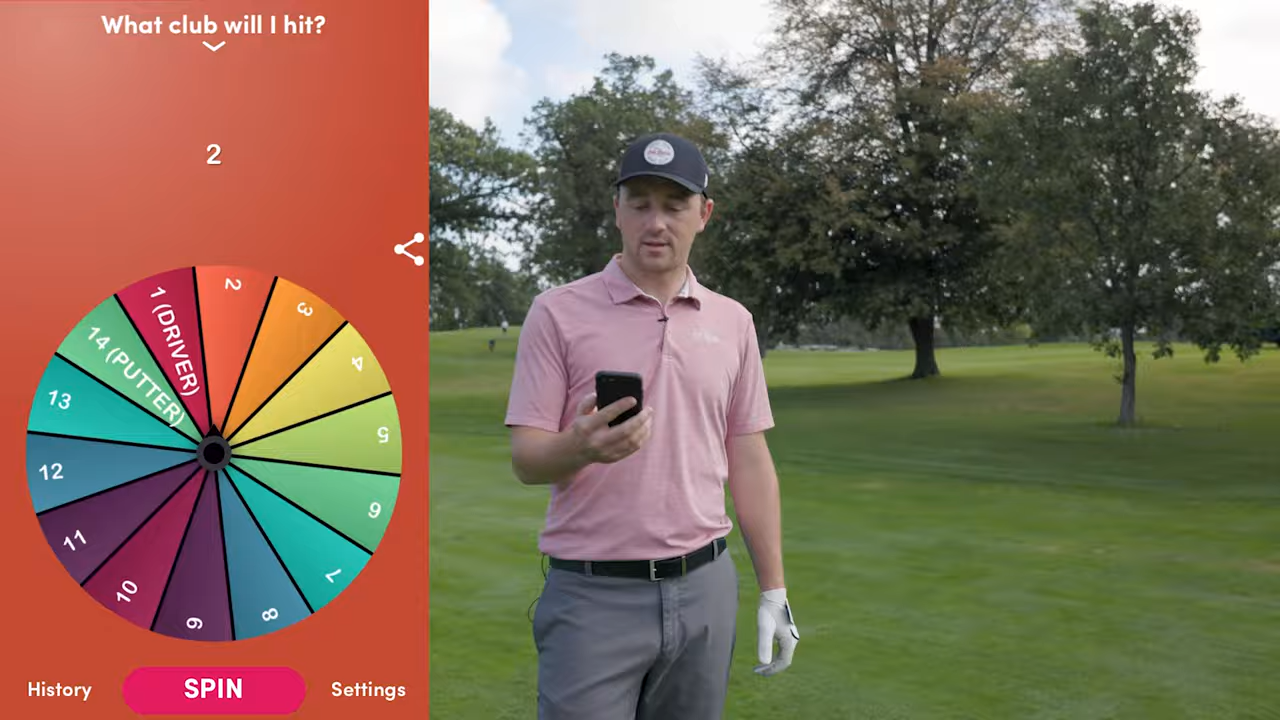 What club will I hit?
2
1 (DRIVER)
2
3
4
5
6
7
8
9
10
11
12
13
14 (PUTTER)
History
SPIN
Settings